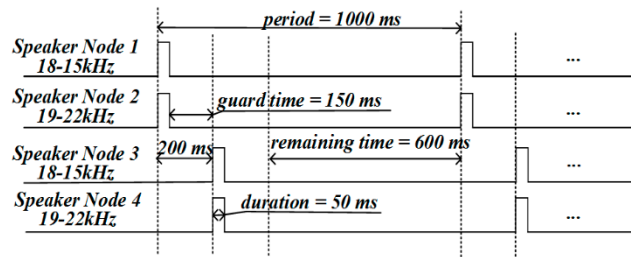 period = 1000 ms
Speaker Node 1
18-15kHz
...
Speaker Node 2
19-22kHz
guard time = 150 ms
...
Speaker Node 3
18-15kHz
200 ms
remaining time = 600 ms
...
Speaker Node 4
19-22kHz
duration = 50 ms
...